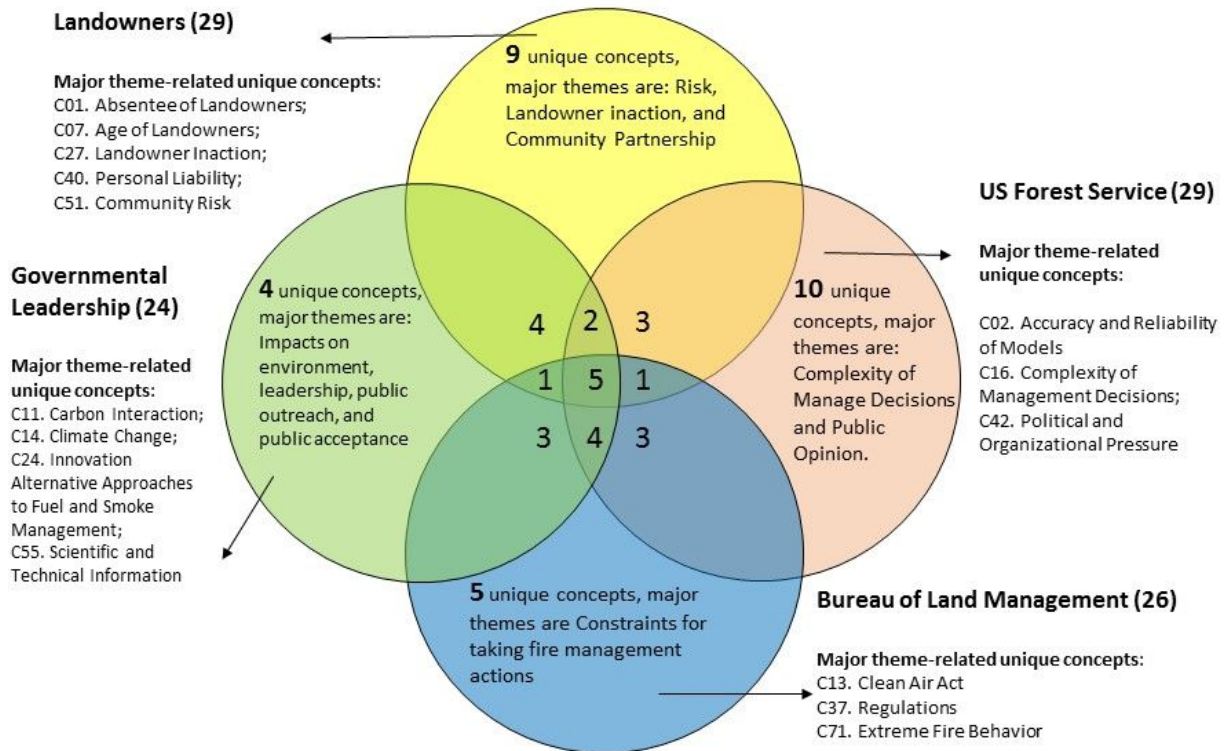 Landowners (29)
Major theme-related unique concepts:
C01. Absentee of Landowners;
C07. Age of Landowners;
C27. Landowner Inaction;
C40. Personal Liability;
C51. Community Risk
9 unique concepts,
major themes are: Risk,
Landowner inaction, and
Community Partnership
US Forest Service (29)
Major theme-related
unique concepts:
C02. Accuracy and Reliability
of Models
C16. Complexity of
Management Decisions;
C42. Political and
Organizational Pressure
Governmental
Leadership (24)
Major theme-related
unique concepts:
C11. Carbon Interaction;
C14. Climate Change;
C24. Innovation
Alternative Approaches
to Fuel and Smoke
Management;
C55. Scientific and
Technical Information
4 unique concepts,
major themes are:
Impacts on
environment,
leadership, public
outreach, and
public acceptance
4 2 3
1 5 1
3 4 3
10 unique
concepts, major
themes are:
Complexity of
Manage Decisions
and Public
Opinion.
5 unique concepts, major
themes are Constraints for
taking fire management
actions
Bureau of Land Management (26)
Major theme-related unique concepts:
C13. Clean Air Act
C37. Regulations
C71. Extreme Fire Behavior